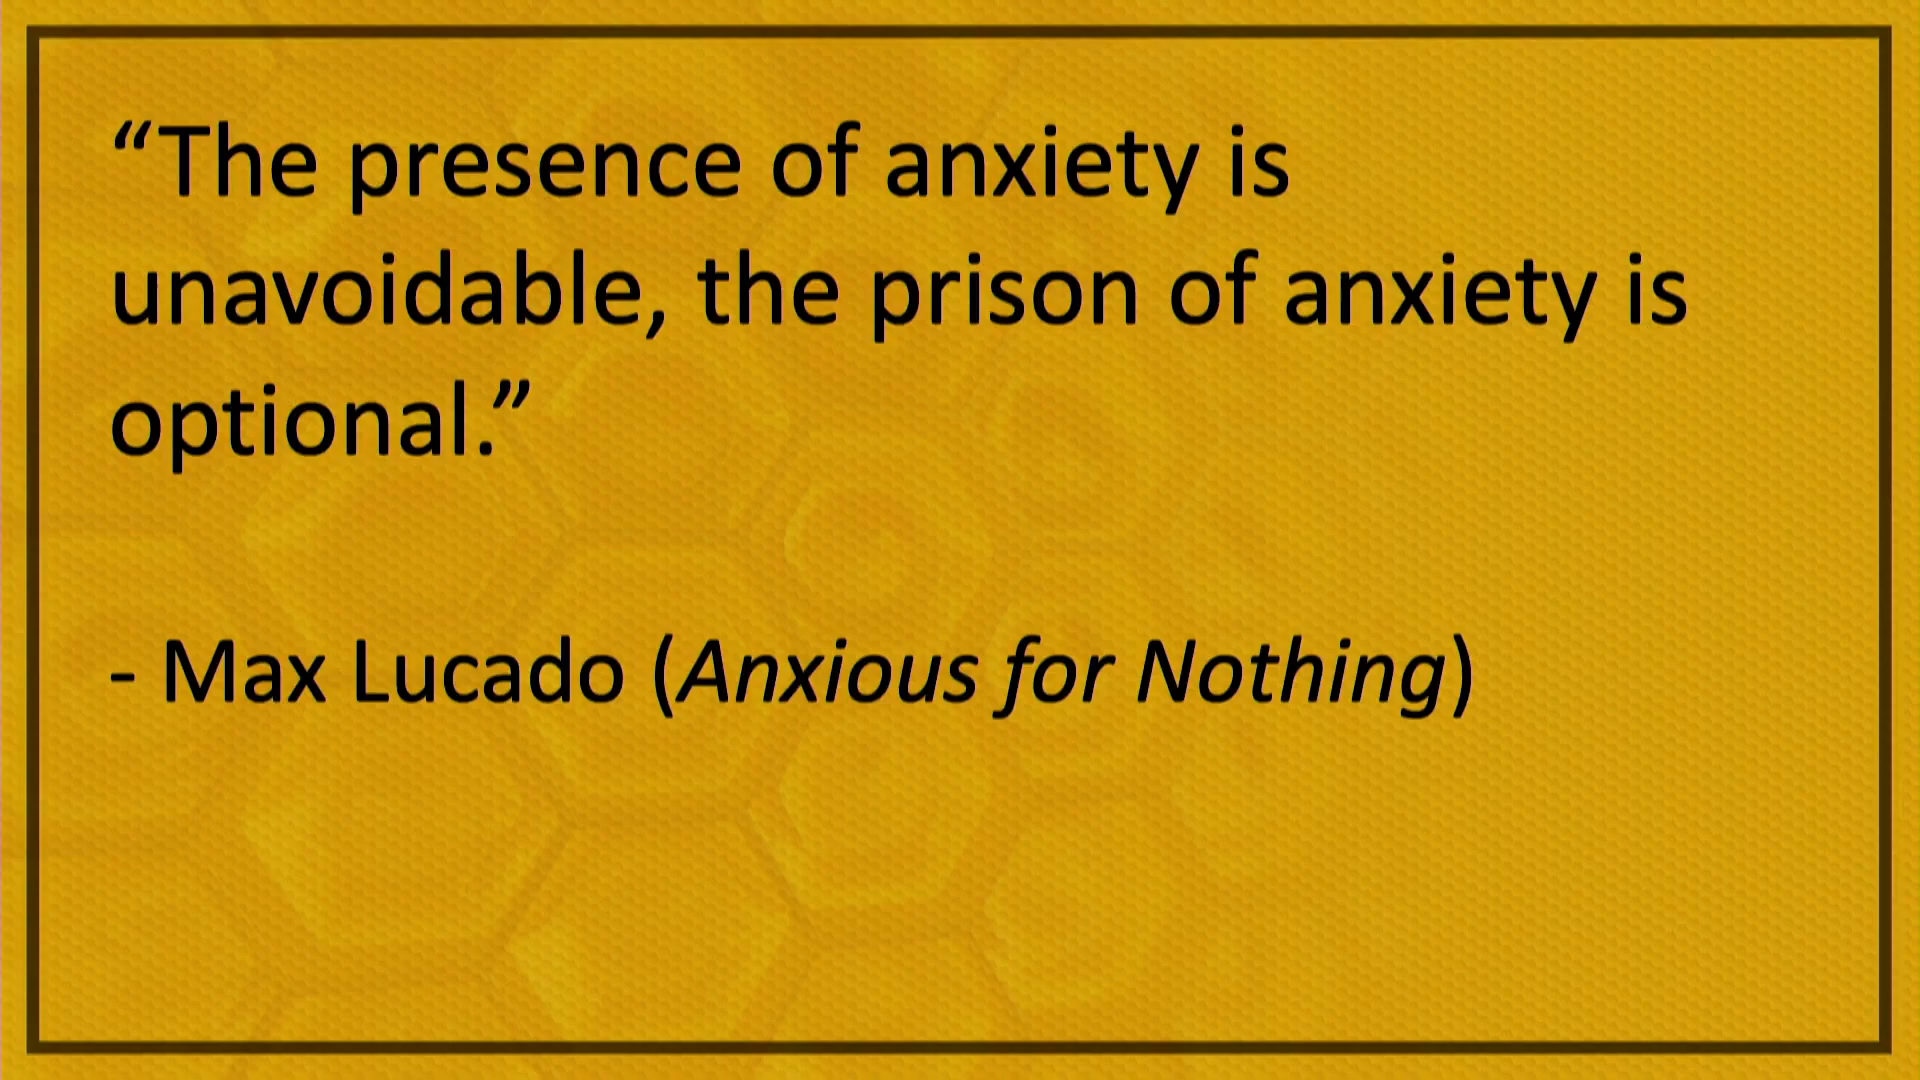 “The presence of anxiety is
unavoidable, the prison of anxiety is
optional.”
- Max Lucado (Anxious for Nothing)